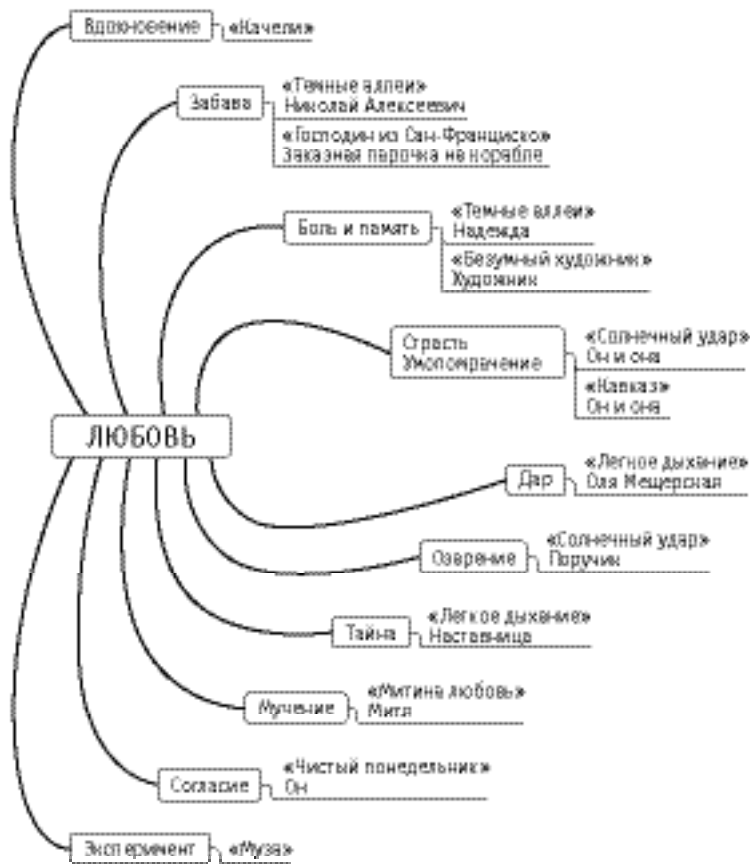 Вдохновение
«Качели»
Забава
«Темные аллеи»
Николай Алексеевич
«Господин из Сан-Франциско»
Заказная парочка на корабле
Боль и память
«Темные аллеи»
Надежда
«Безумный художник»
Художник
Страсть
Умопомрачение
«Солнечный удар»
Он и она
«Кавказ»
Он и она
ЛЮБОВЬ
Дар
«Легкое дыхание»
Оля Мещерская
Озарение
«Солнечный удар»
Поручик
Тайна
«Легкое дыхание»
Наставница
Мучение
«Митина любовь»
Митя
Согласие
«Чистый понедельник»
Он
Эксперимент
«Муза»